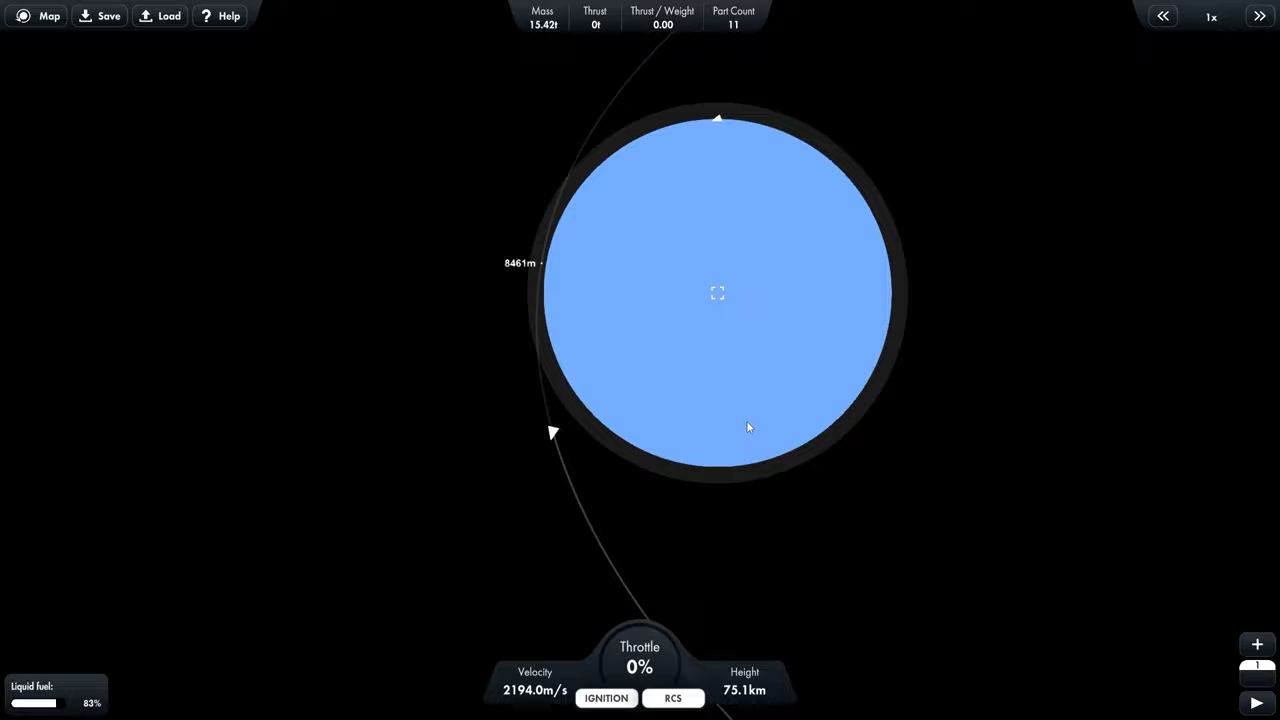 Map
Save
Load
? Help
Mass
15.42t
Thrust
0t
Thrust / Weight
0.00
Part Count
11
1x
8461m
Throttle
0%
Velocity
2194.0m/s
IGNITION
RCS
Height
75.1km
Liquid fuel:
83%
+
1